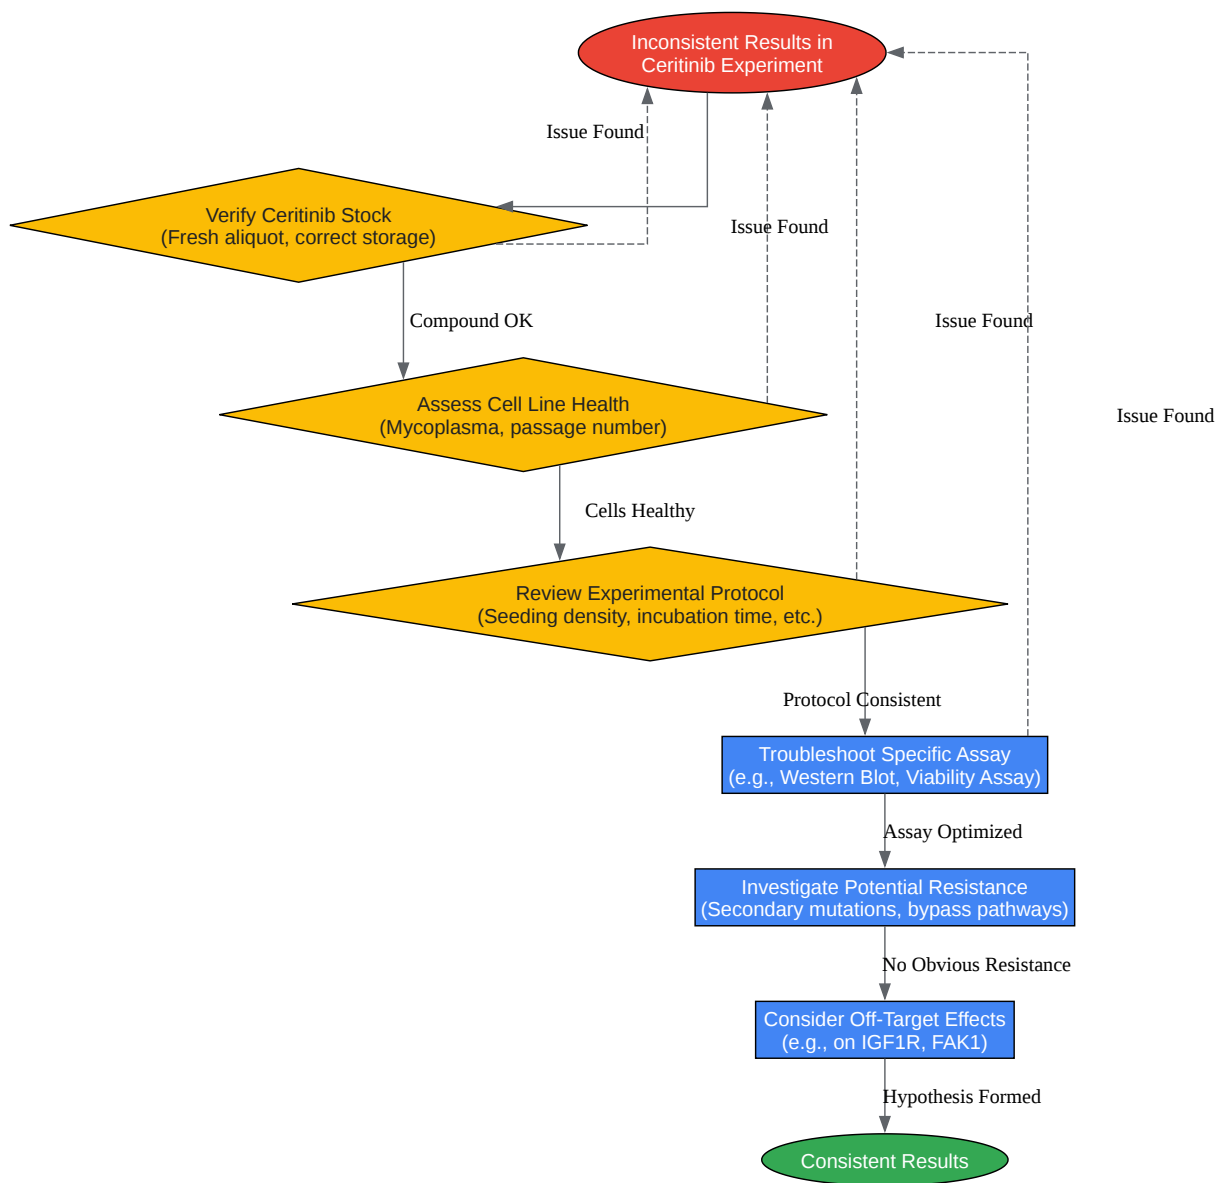 Inconsistent Results in
Ceritinib Experiment
Issue Found
Verify Ceritinib Stock
(Fresh aliquot, correct storage)
Issue Found
Compound OK
Issue Found
Assess Cell Line Health
(Mycoplasma, passage number)
Issue Found
Cells Healthy
Review Experimental Protocol
(Seeding density, incubation time, etc.)
Protocol Consistent
Troubleshoot Specific Assay
(e.g., Western Blot, Viability Assay)
Assay Optimized
Investigate Potential Resistance
(Secondary mutations, bypass pathways)
No Obvious Resistance
Consider Off-Target Effects
(e.g., on IGF1R, FAK1)
Hypothesis Formed
Consistent Results